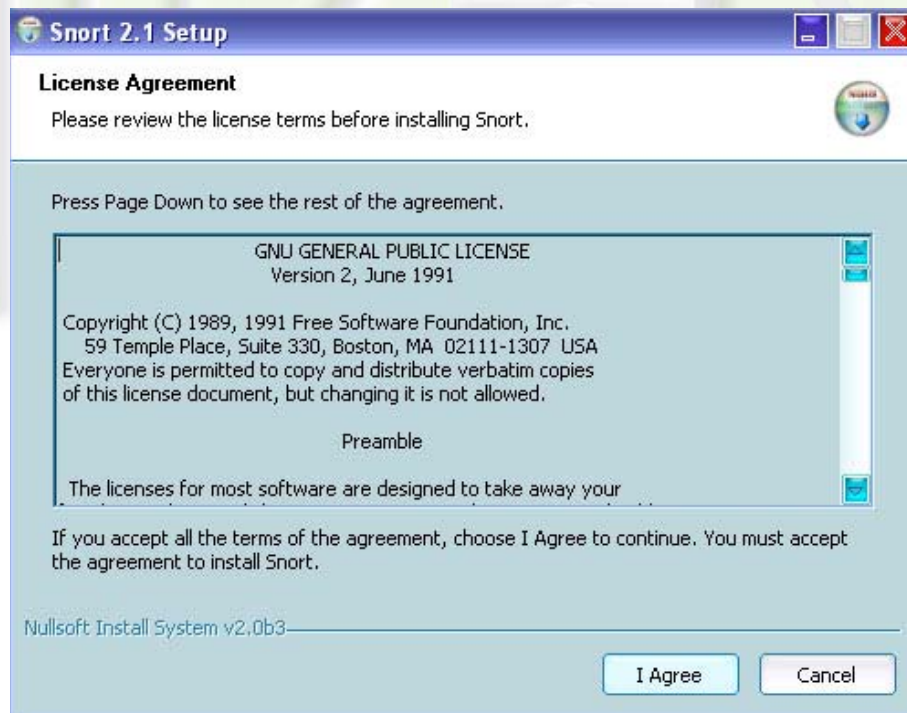 Snort 2.1 Setup
License Agreement
Please review the license terms before installing Snort.
Press Page Down to see the rest of the agreement.
GNU GENERAL PUBLIC LICENSE
Version 2, June 1991
Copyright (C) 1989, 1991 Free Software Foundation, Inc.
59 Temple Place, Suite 330, Boston, MA 02111-1307 USA
Everyone is permitted to copy and distribute verbatim copies
of this license document, but changing it is not allowed.
Preamble
The licenses for most software are designed to take away your
If you accept all the terms of the agreement, choose I Agree to continue. You must accept
the agreement to install Snort.
Nullsoft Install System v2.0b3
I Agree
Cancel